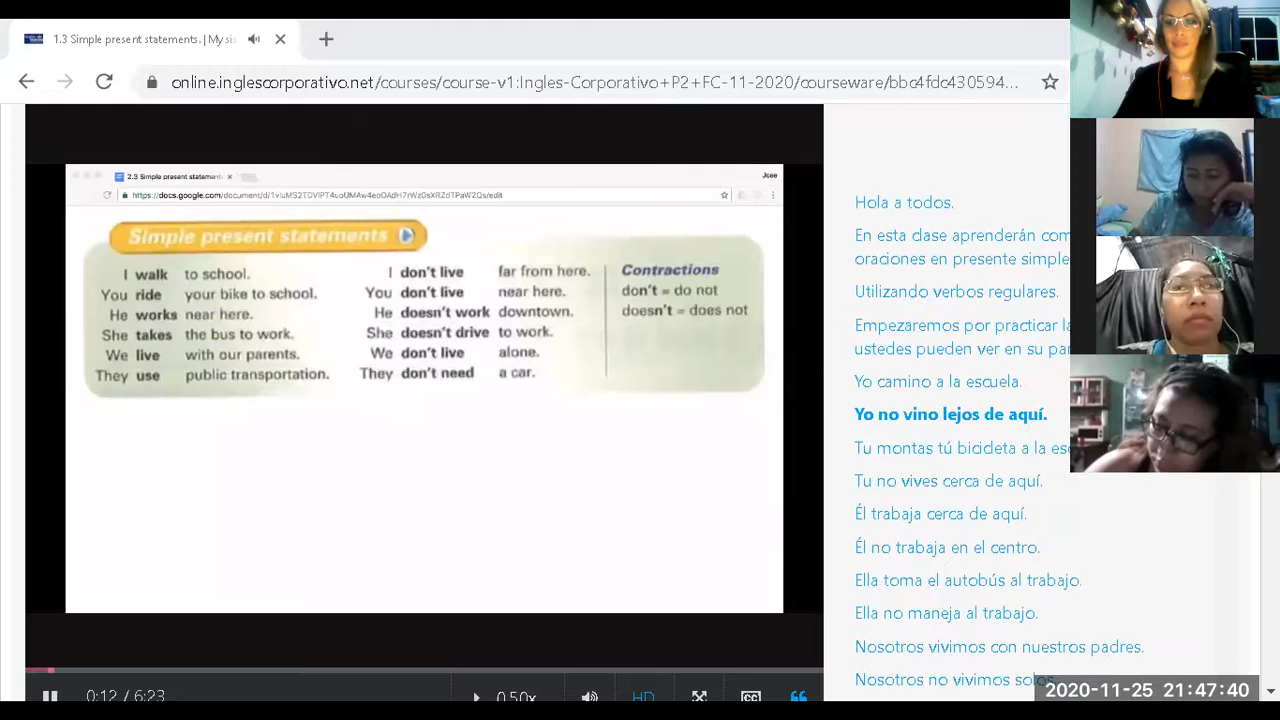 1.3 Simple present statements. | My sis
online.inglescorporativo.net/courses/course-v1:Ingles_Corporativo+P2+FC-11-2020/courseware/bbc4fdc430594...
2.3 Simple present statement
Jose
Simple present statements
I walk to school.
You ride your bike to school.
He works near here.
She takes the bus to work.
We live with our parents.
They use public transportation.
I don't live far from here.
You don't live near here.
He doesn't work downtown.
She doesn't drive to work.
We don't live alone.
They don't need a car.
Contractions
don't = do not
doesn't = does not
Hola a todos.
En esta clase aprenderán com
oraciones en presente simple
Utilizando verbos regulares.
Empezaremos por practicar la
ustedes pueden ver en su pa
Yo camino a la escuela.
Yo no vino lejos de aquí.
Tu montas tú bicicleta a la es
Tu no vives cerca de aquí.
Él trabaja cerca de aquí.
Él no trabaja en el centro.
Ella toma el autobús al trabajo.
Ella no maneja al trabajo.
Nosotros vivimos con nuestros padres.
Nosotros no vivimos solos.
0:12 / 6:23
0.50x
HD
CC
2020-11-25 21:47:40